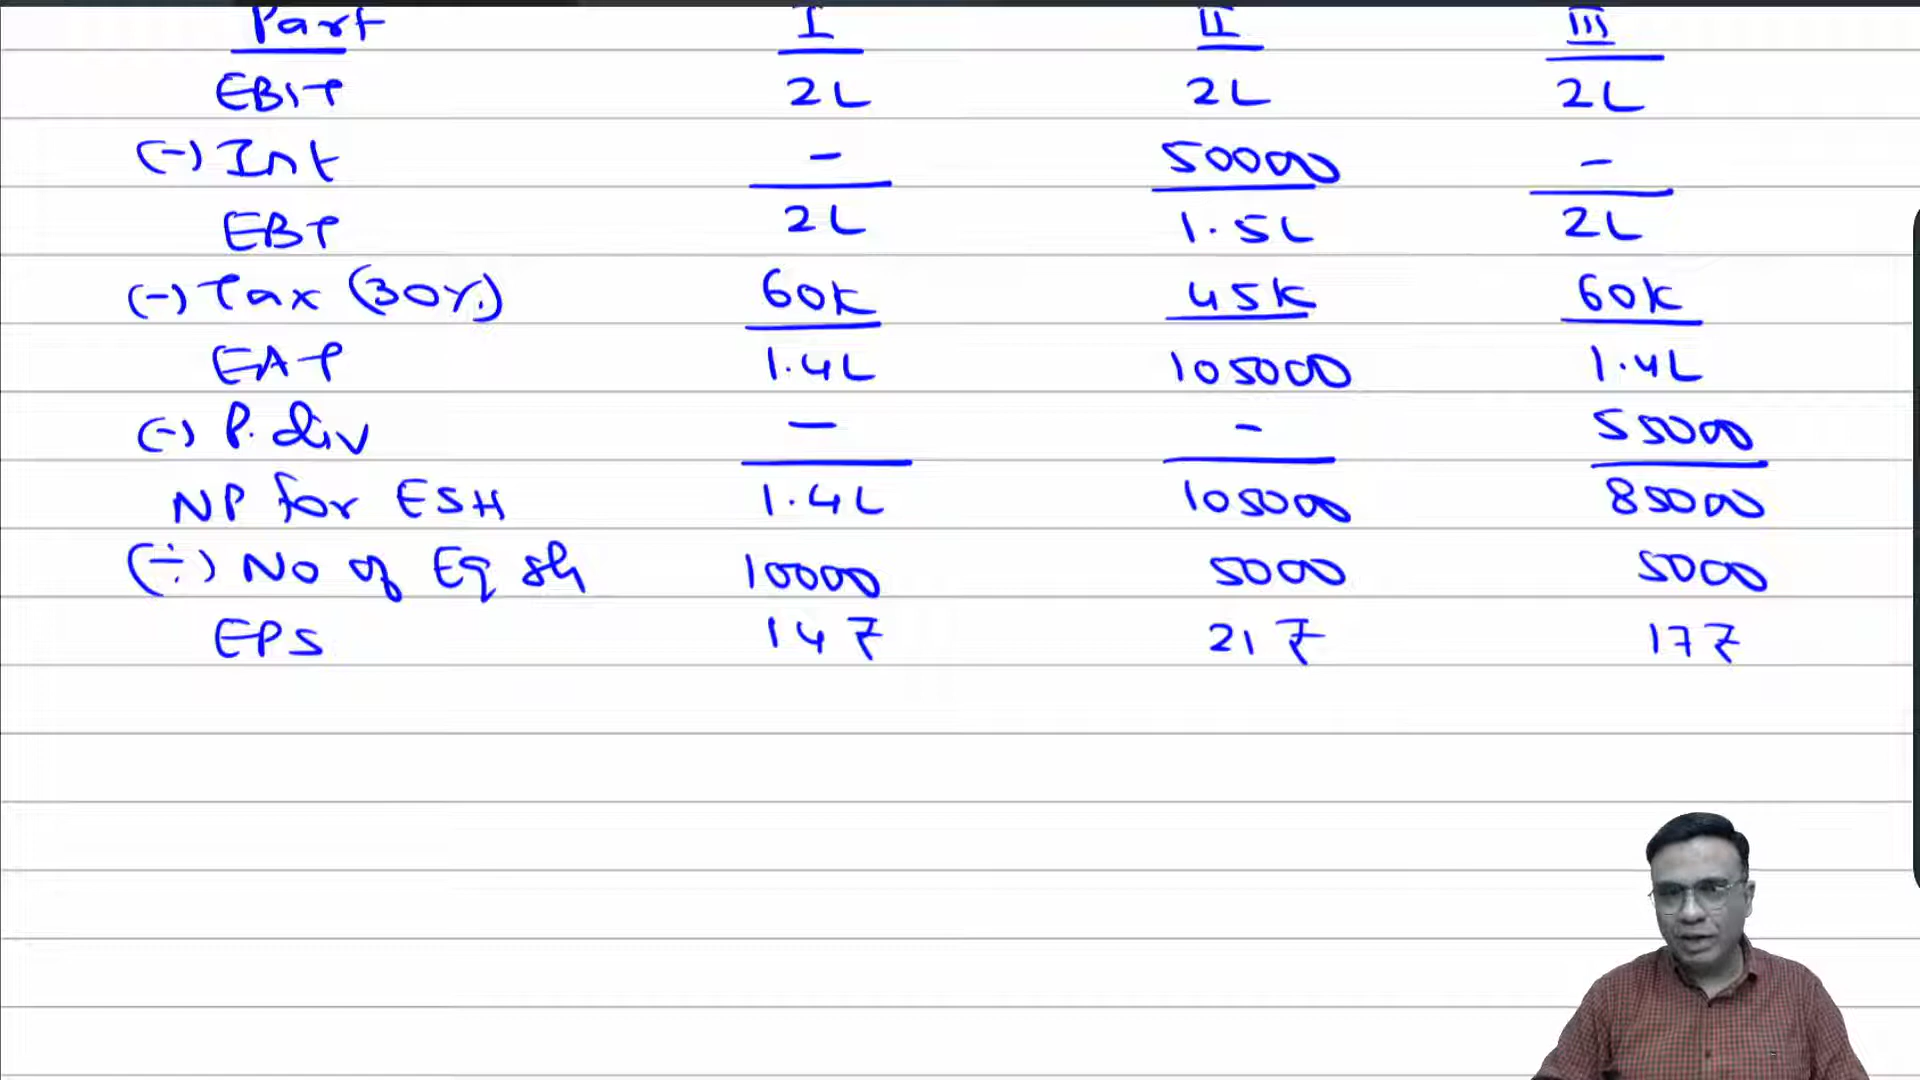 Part I II III
EBIT 2L 2L 2L
(-) Int - 50000 -
EBT 2L 1.5L 2L
(-) Tax (30%) 60K 45K 60K
EAT 1.4L 105000 1.4L
(-) P. div - - 55000
NP for ESH 1.4L 105000 85000
(÷) No of Eq sh 10000 5000 5000
EPS 14₹ 21₹ 17₹